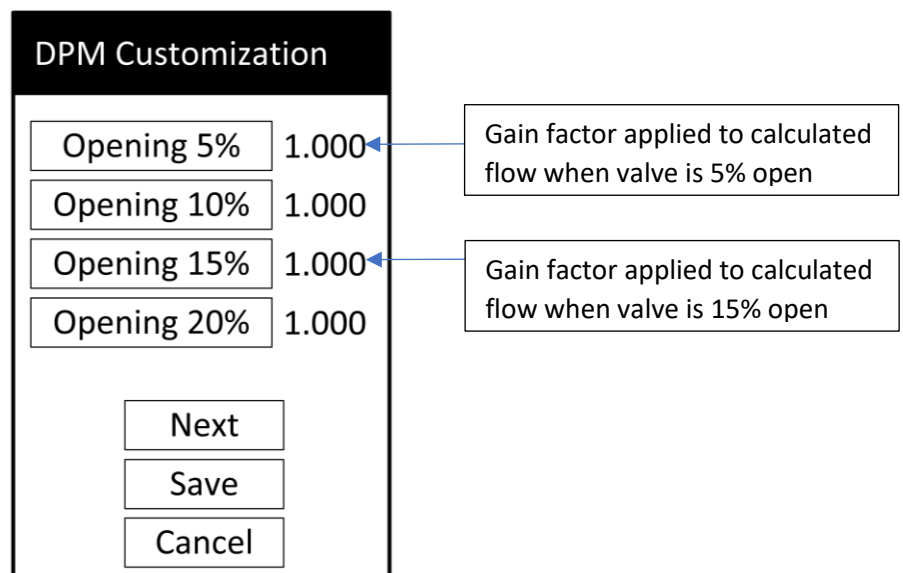 DPM Customization
Opening 5% 1.000
Gain factor applied to calculated
flow when valve is 5% open
Opening 10% 1.000
Opening 15% 1.000
Gain factor applied to calculated
flow when valve is 15% open
Opening 20% 1.000
Next
Save
Cancel